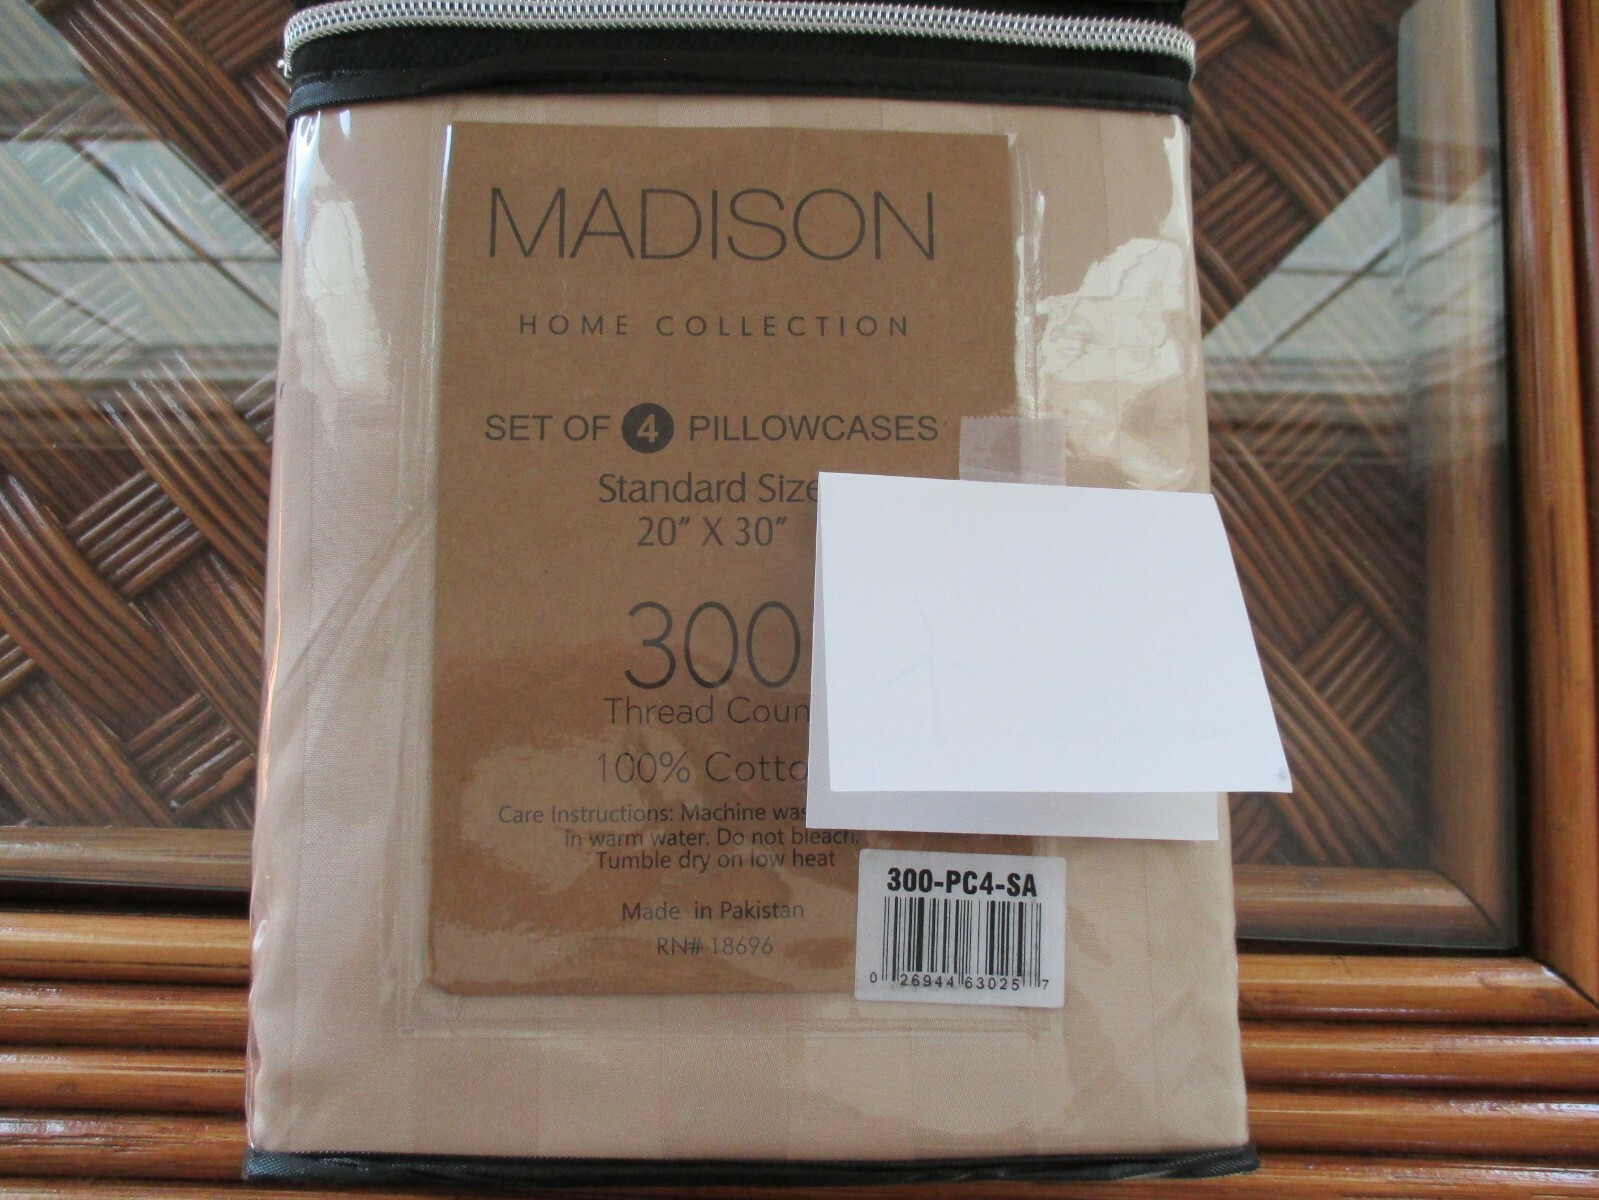 MADISON
HOME COLLECTION
SET OF 4 PILLOWCASES
Standard Size
20" X 30"
300
Thread Coun
100% Cotto
Care Instructions: Machine was
in warm water. Do not bleach.
Tumble dry on low heat
Made in Pakistan
RN# 18696
300-PC4-SA
0 26944 63025 7